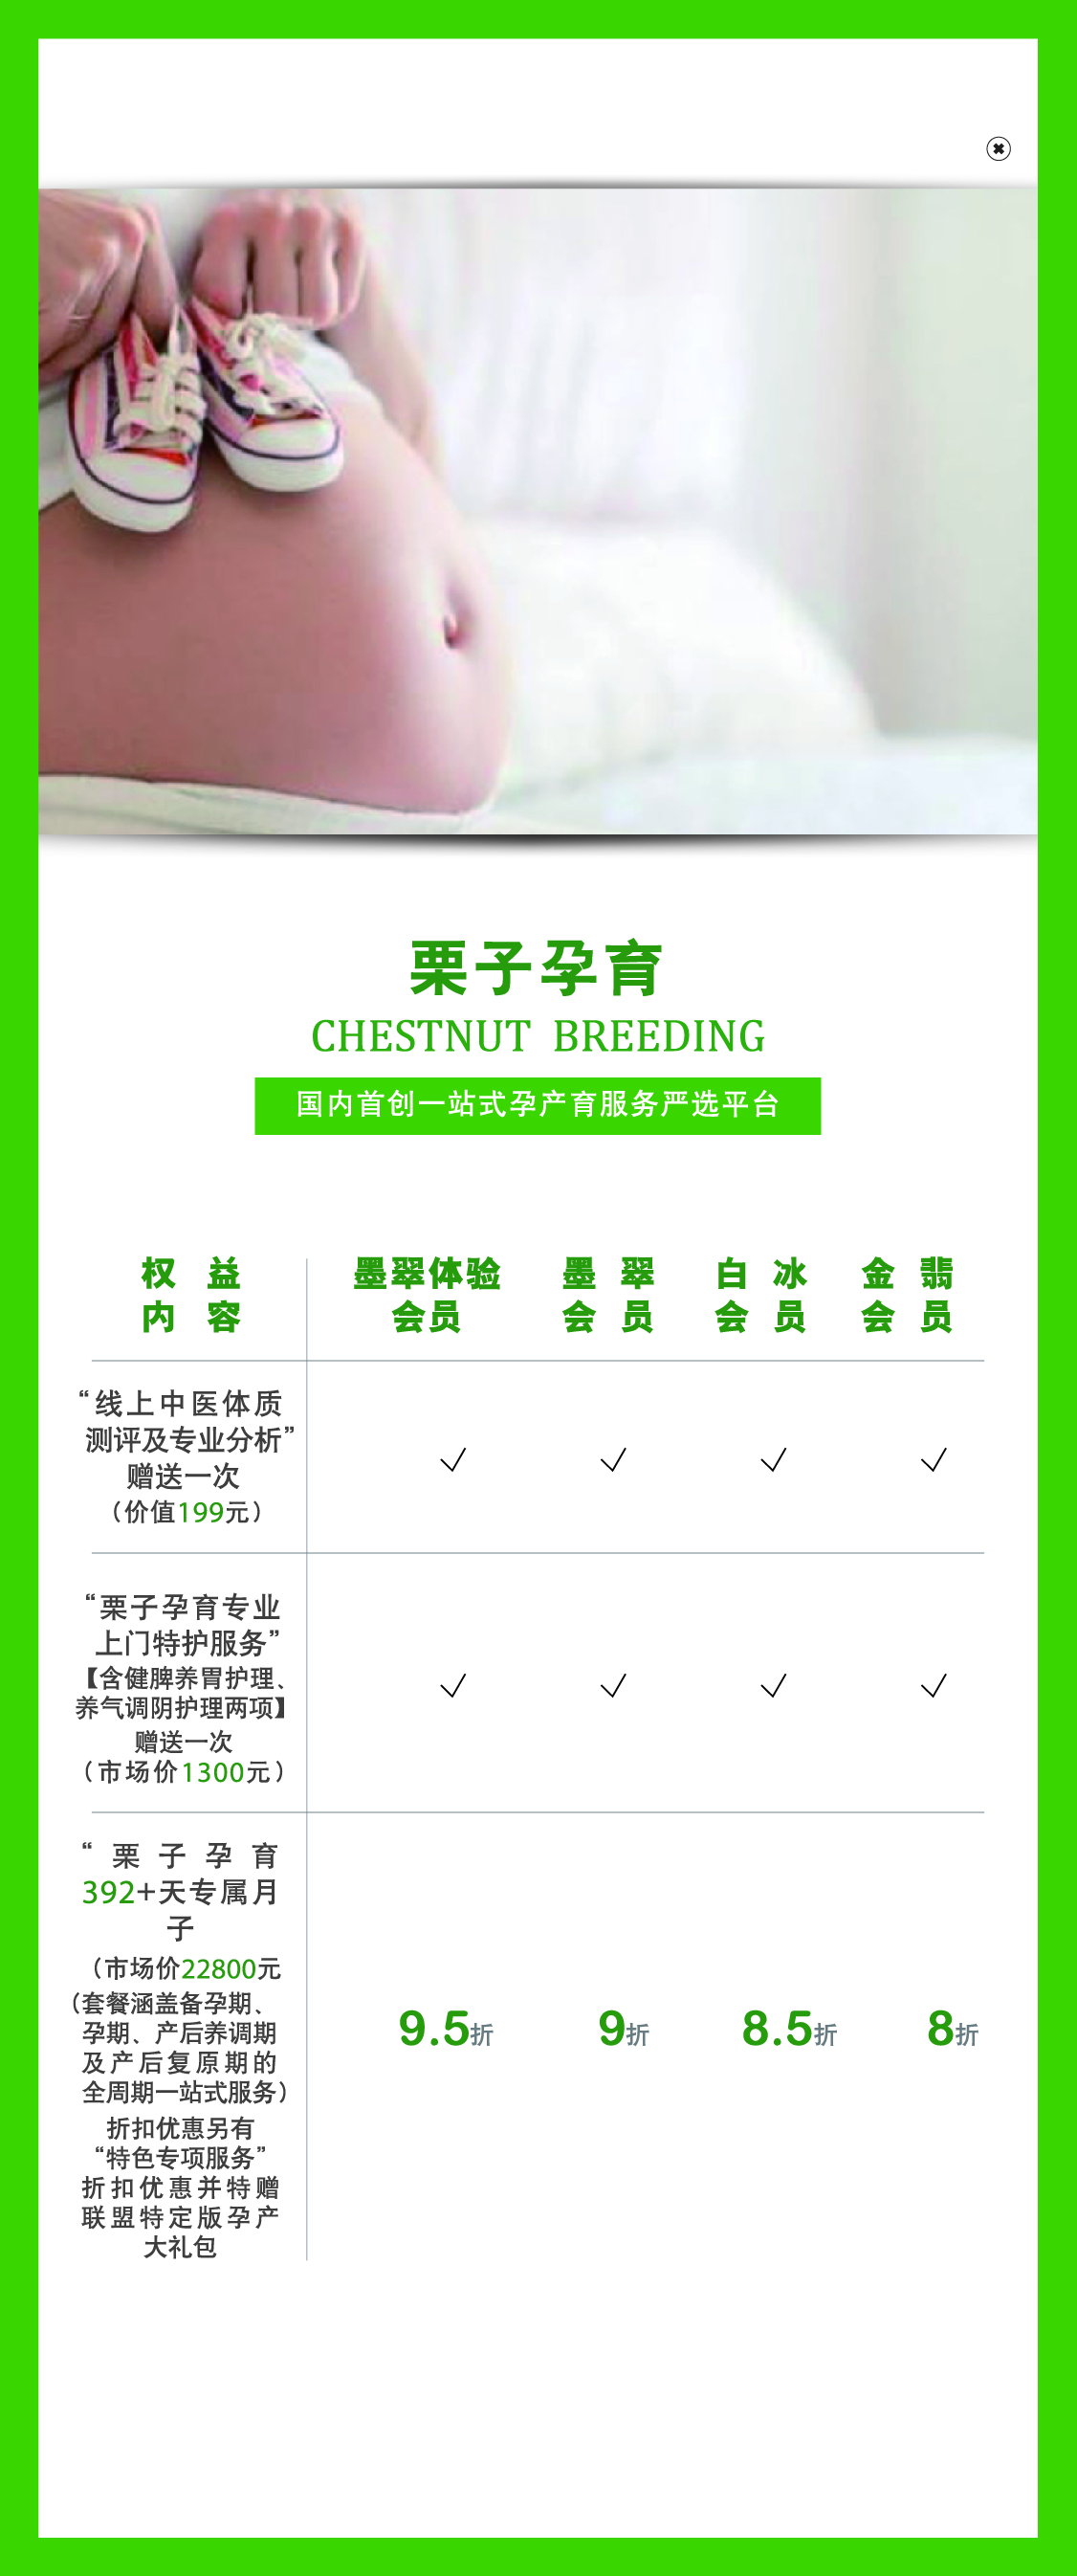 栗子孕育
CHESTNUT BREEDING
国内首创一站式孕产育服务严选平台
权益 墨翠体验 墨翠 白冰 金翡
内容 会员 会员 会员 会员
“线上中医体质
测评及专业分析”
赠送一次
（价值199元）
✓ ✓ ✓ ✓
“栗子孕育专业
上门特护服务”
【含健脾养胃护理、
养气调阴护理两项】
赠送一次
（市场价1300元）
✓ ✓ ✓ ✓
“栗子孕育
392+天专属月
子
（市场价22800元
（套餐涵盖备孕期、
孕期、产后养调期
及产后复原期的
全周期一站式服务）
折扣优惠另有
“特色专项服务”
折扣优惠并特赠
联盟特定版孕产
大礼包
9.5折 9折 8.5折 8折